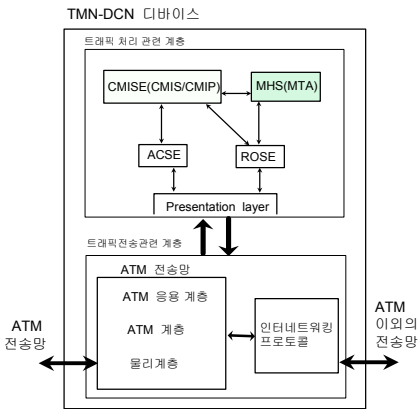 TMN-DCN 디바이스
트래픽 처리 관련 계층
CMISE(CMIS/CMIP)
MHS(MTA)
ACSE
ROSE
Presentation layer
트래픽전송관련 계층
ATM 전송망
ATM 응용 계층
ATM 계층
물리계층
인터네트워킹
프로토콜
ATM
전송망
ATM
이외의
전송망